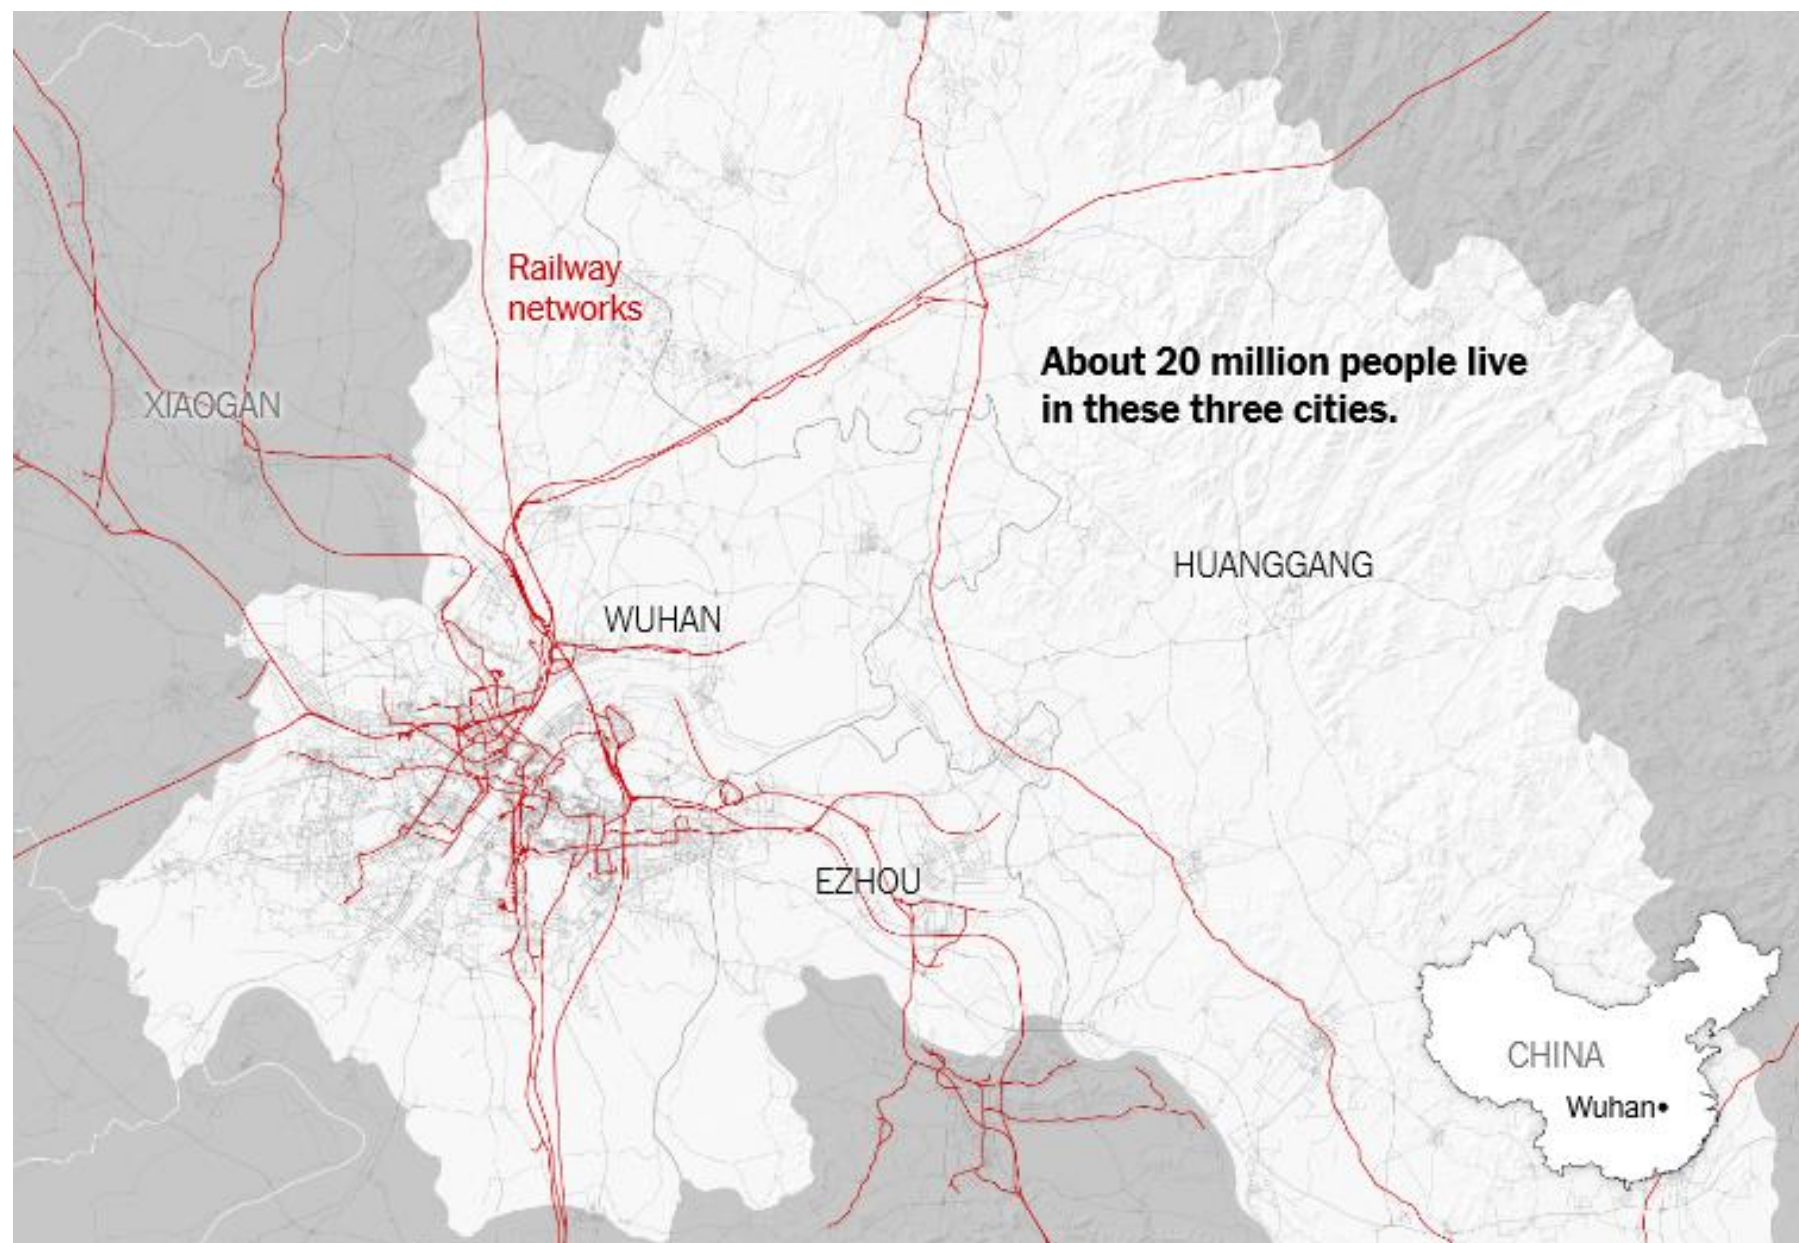 Railway
networks
About 20 million people live
in these three cities.
XIAOGAN
HUANGGANG
WUHAN
EZHOU
CHINA
Wuhan